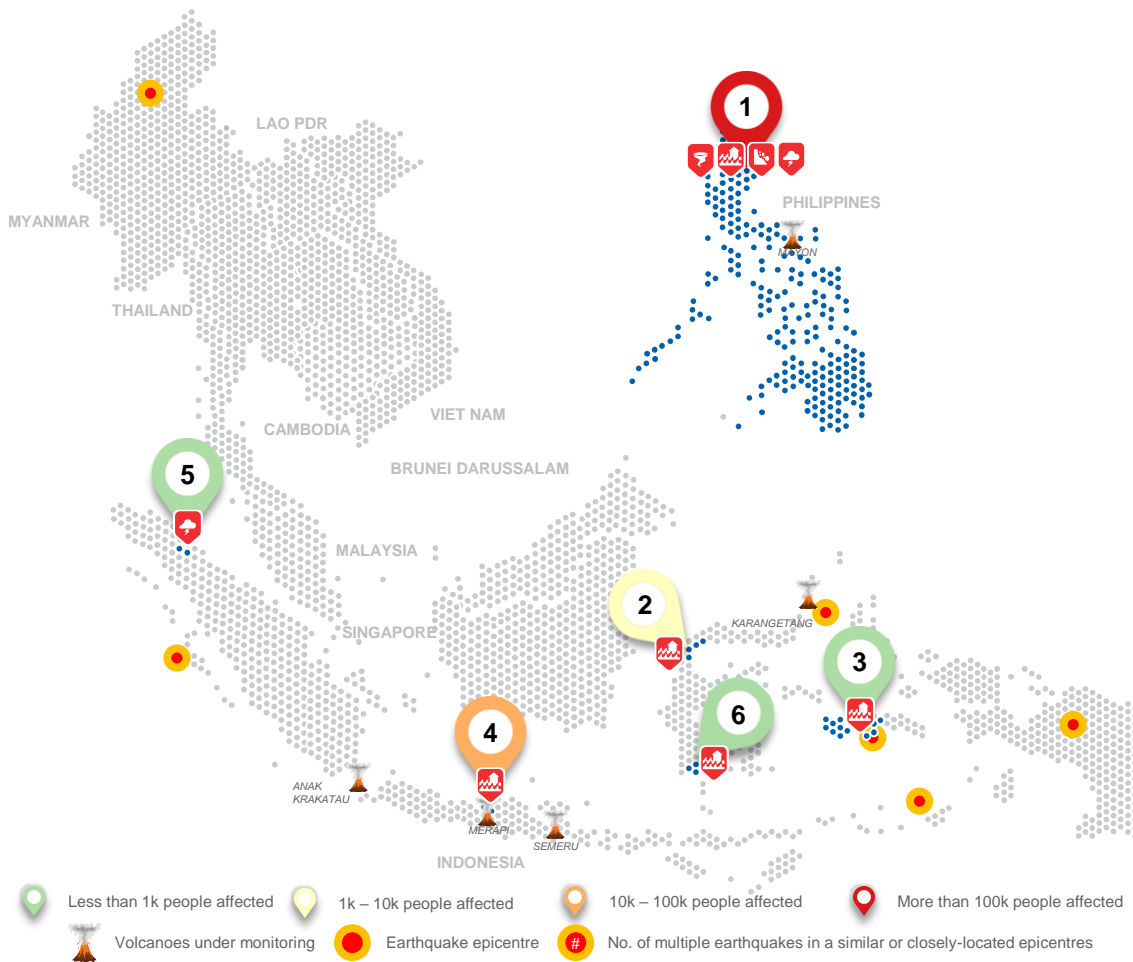 1
LAO PDR
PHILIPPINES
MYANMAR
MAYON
THAILAND
VIET NAM
CAMBODIA
5
BRUNEI DARUSSALAM
MALAYSIA
2
KARANGETANG
SINGAPORE
3
6
4
ANAK
KRAKATAU
MERAPI
SEMERU
INDONESIA
Less than 1k people affected
1k – 10k people affected
10k – 100k people affected
More than 100k people affected
Volcanoes under monitoring
Earthquake epicentre
#
No. of multiple earthquakes in a similar or closely-located epicentres